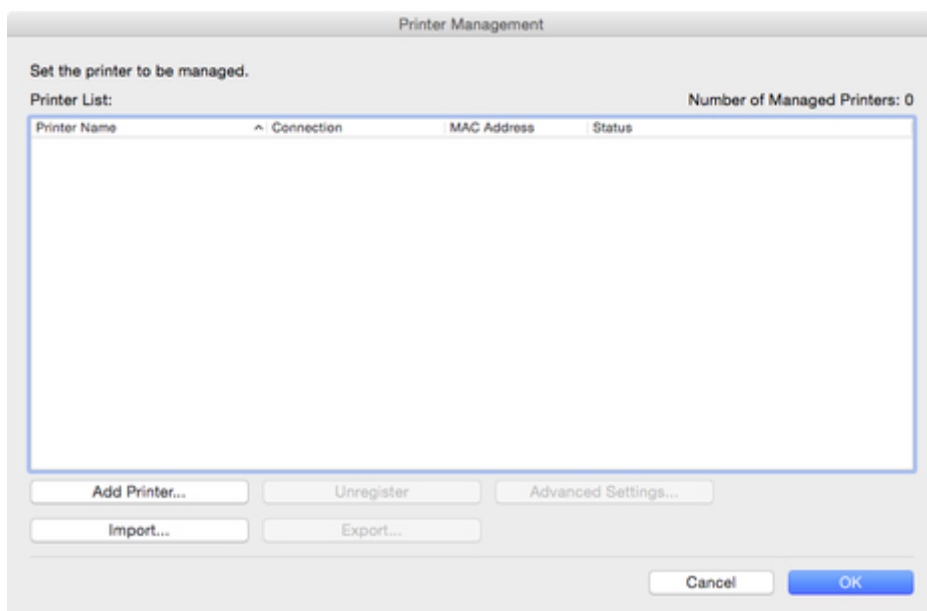 Printer Management
Set the printer to be managed.
Printer List: Number of Managed Printers: 0
Printer Name Connection MAC Address Status
Add Printer... Unregister Advanced Settings...
Import... Export...
Cancel OK